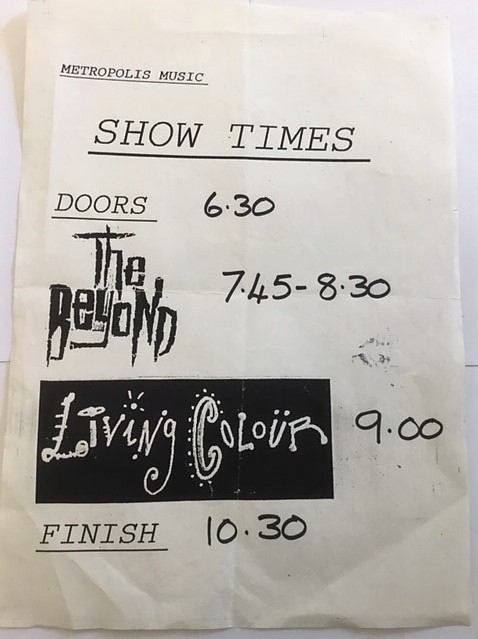 METROPOLIS MUSIC
SHOW TIMES
DOORS 6.30
The
BeyonD 7.45-8.30
Living Colour 9.00
FINISH 10.30